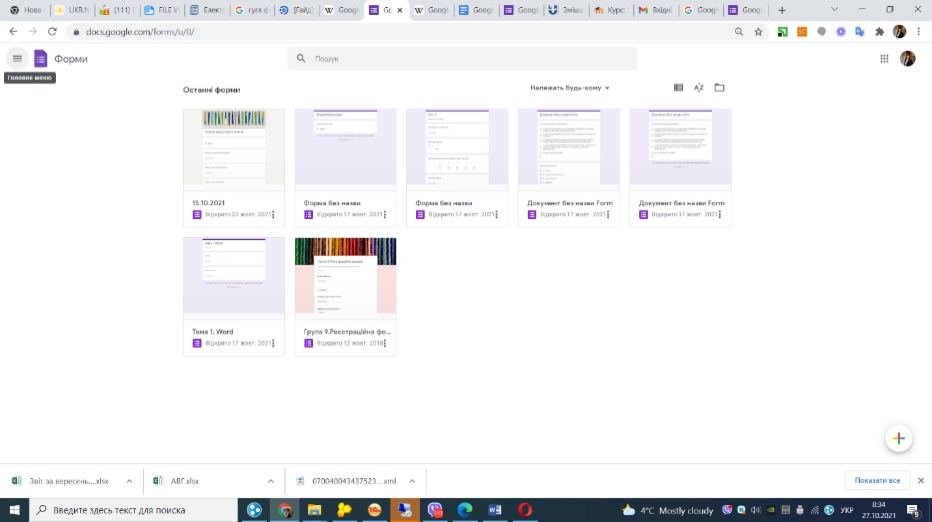 Нова
UKR.N
(111)
FILE V
Елект
гугл ф
[Гайд]
Googl
Go
Googl
Googl
Googl
Зміша
Курс:
Вхідні
Googl
Googl
docs.google.com/forms/u/0/
Форми
Пошук
Головне меню
Останні форми
Належать будь-кому
15.10.2021
Відкрито 23 жовт. 2021
Форма без назви
Відкрито 17 жовт. 2021
Форма без назви
Відкрито 17 жовт. 2021
Документ без назви Form
Відкрито 17 жовт. 2021
Документ без назви Form
Відкрито 17 жовт. 2021
Тема 1. Word
Відкрито 17 жовт. 2021
Група 9.Реєстраційна фо...
Відкрито 12 жовт. 2018
Звіт за вересень....xlsx
АВГ.xlsx
070040043437523....xml
Показати все
Введите здесь текст для поиска
4°C Mostly cloudy
УКР
8:34
27.10.2021